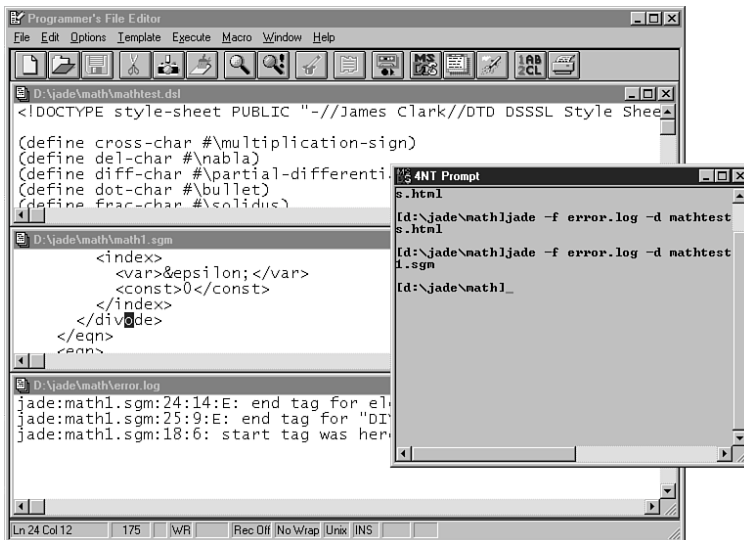 Programmer's File Editor
File Edit Options Template Execute Macro Window Help
MS
1AB
2CL
D:\jade\math\mathtest.dsl
<!DOCTYPE style-sheet PUBLIC "-//James Clark//DTD DSSSL Style Shee
(define cross-char #\multiplication-sign)
(define del-char #\nabla)
(define diff-char #\partial-differenti
(define dot-char #\bullet)
(define frac-char #\solidus)
D:\jade\math\math1.sgm
<index>
<var>&epsilon;</var>
<const>0</const>
</index>
</divode>
</eqn>
<eqn>
D:\jade\math\error.log
jade:math1.sgm:24:14:E: end tag for el
jade:math1.sgm:25:9:E: end tag for "DI
jade:math1.sgm:18:6: start tag was her
Ln 24 Col 12 175 WR Rec Off No Wrap Unix INS
4NT Prompt
s.html
[d:\jade\math]jade -f error.log -d mathtest
s.html
[d:\jade\math]jade -f error.log -d mathtest
1.sgm
[d:\jade\math]_